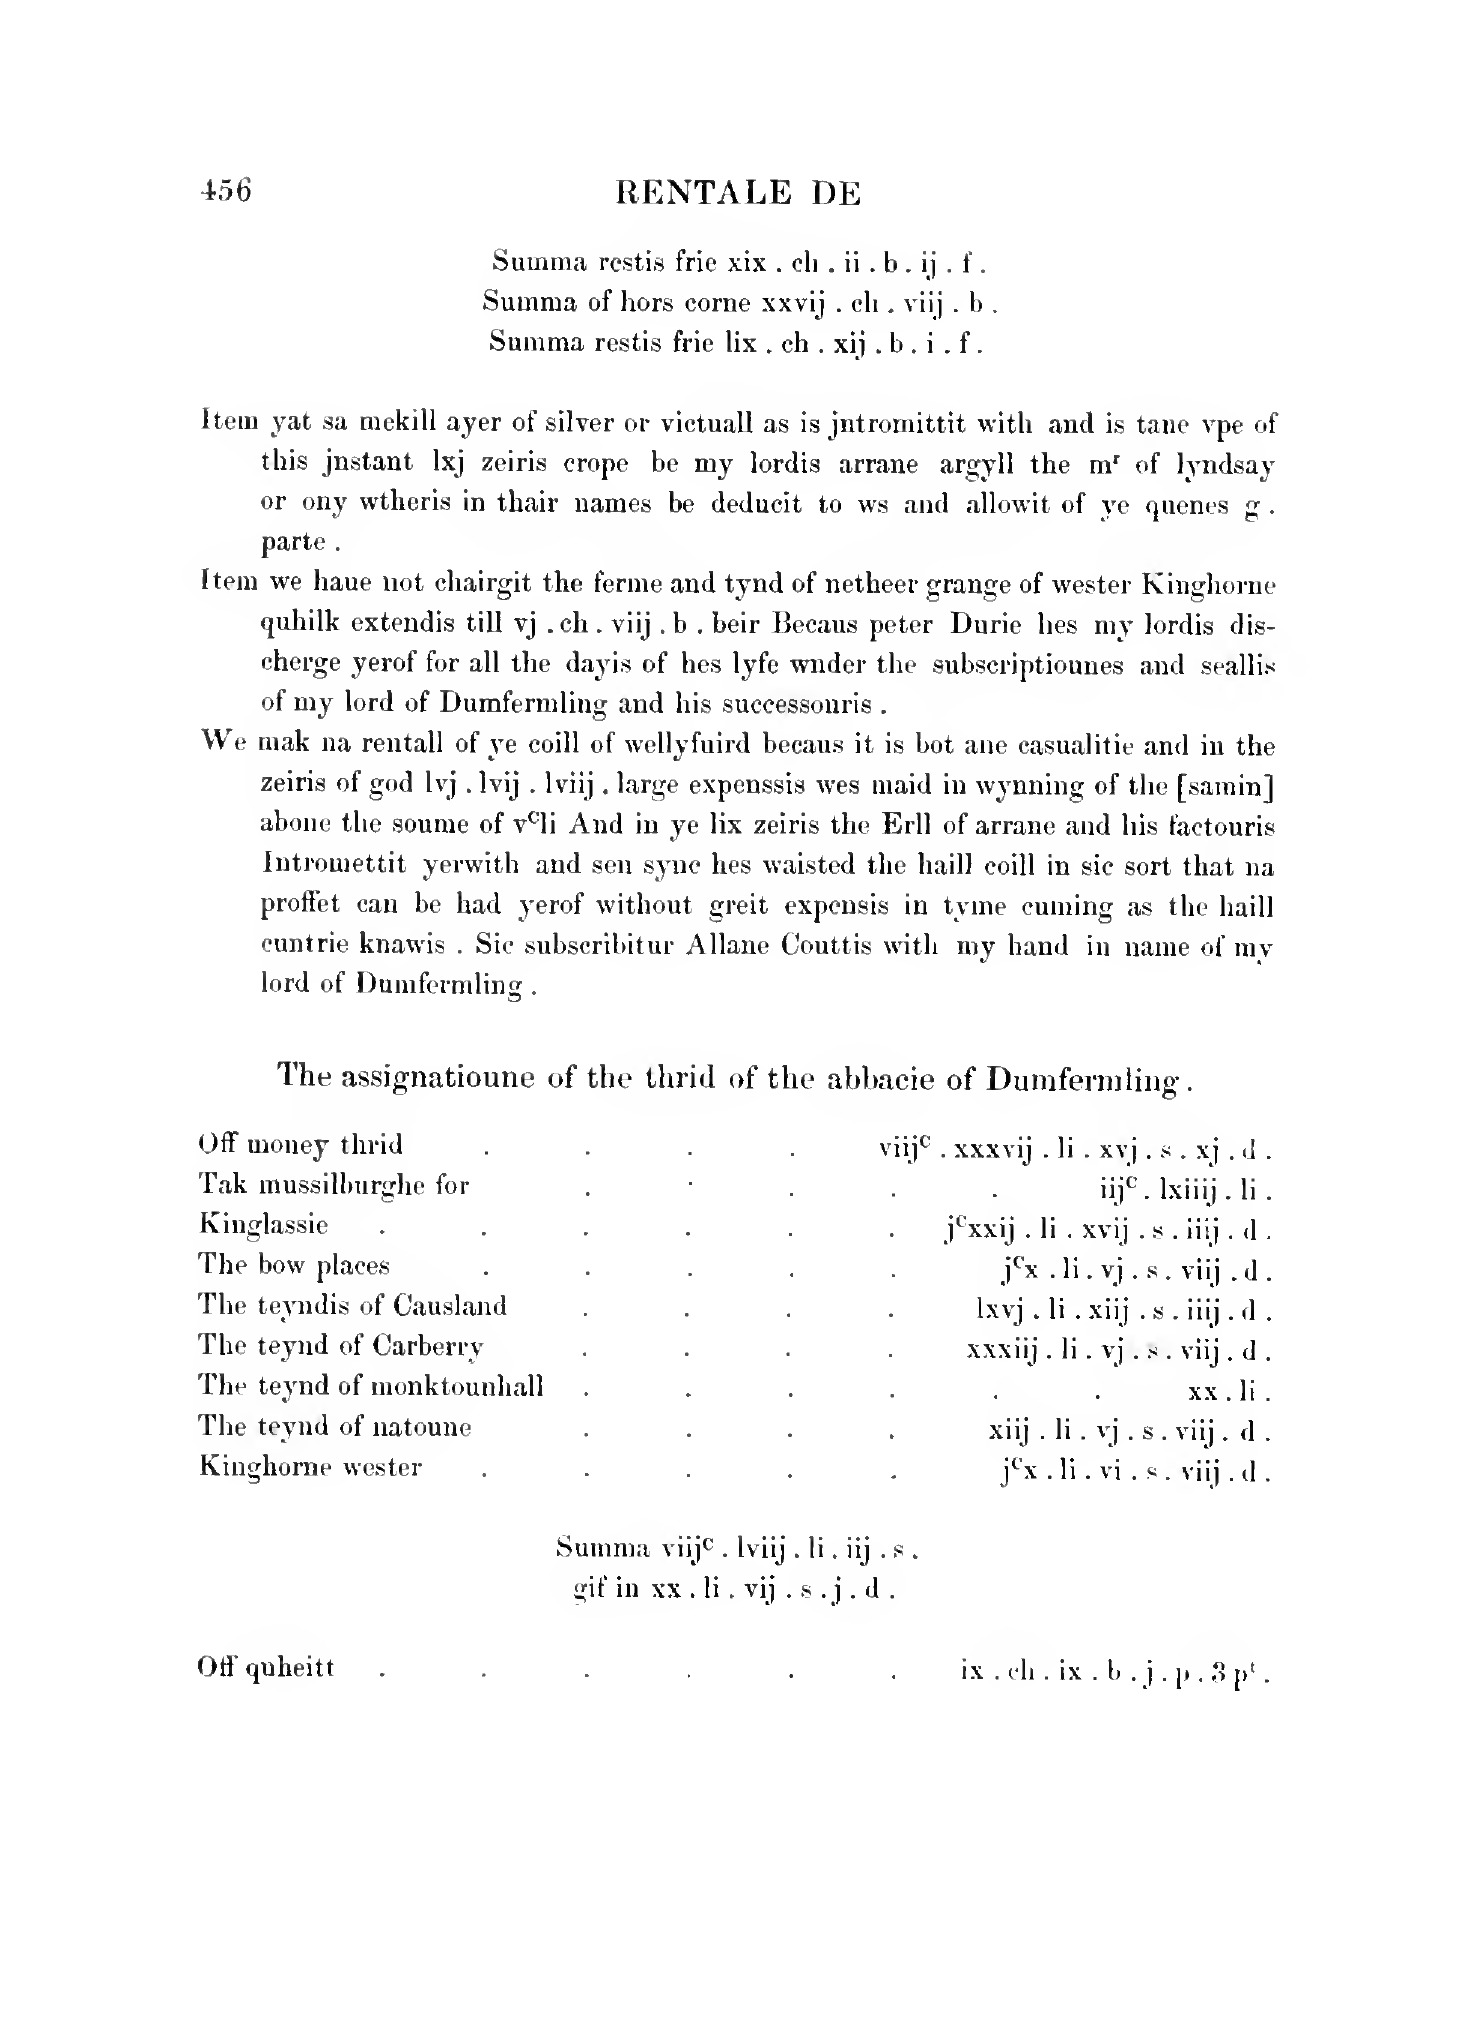 456 RENTALE DE
Summa restis frie xix . ch . ii . b . ij . f .
Summa of hors corne xxvij . ch . viij . b .
Summa restis frie lix . ch . xij . b . i . f .
Item yat sa mekill ayer of silver or victuall as is jntromittit with and is tane vpe of
this jnstant lxj zeiris crope be my lordis arrane argyll the mʳ of lyndsay
or ony wtheris in thair names be deducit to ws and allowit of ye quenes g .
parte .
Item we haue not chairgit the ferme and tynd of netheer grange of wester Kinghorne
quhilk extendis till vj . ch . viij . b . beir Becaus peter Durie hes my lordis dis-
cherge yerof for all the dayis of hes lyfe wnder the subscriptiounes and seallis
of my lord of Dumfermling and his successouris .
We mak na rentall of ye coill of wellyfuird becaus it is bot ane casualitie and in the
zeiris of god lvj . lvij . lviij . large expenssis wes maid in wynning of the [samin]
abone the soume of vᶜli And in ye lix zeiris the Erll of arrane and his factouris
Intromettit yerwith and sen syne hes waisted the haill coill in sic sort that na
proffet can be had yerof without greit expensis in tyme cuming as the haill
cuntrie knawis . Sic subscribitur Allane Couttis with my hand in name of my
lord of Dumfermling .
The assignatioune of the thrid of the abbacie of Dumfermling .
Off money thrid . . . . viijᶜ . xxxvij . li . xvj . s . xj . d .
Tak mussilburghe for . . . . . iijᶜ . lxiiij . li .
Kinglassie . . . . . . jᶜxxij . li . xvij . s . iiij . d .
The bow places . . . . . jᶜx . li . vj . s . viij . d .
The teyndis of Causland . . . . lxvj . li . xiij . s . iiij . d .
The teynd of Carberry . . . . xxxiij . li . vj . s . viij . d .
The teynd of monktounhall . . . . . . xx . li .
The teynd of natoune . . . . xiij . li . vj . s . viij . d .
Kinghorne wester . . . . . jᶜx . li . vi . s . viij . d .
Summa viijᶜ . lviij . li . iij . s .
gif in xx . li . vij . s . j . d .
Off quheitt . . . . . . ix . ch . ix . b . j . p . 3 pᵗ .